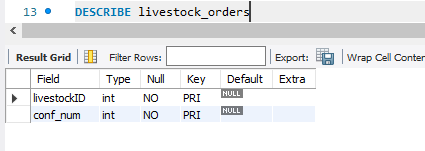 13 DESCRIBE livestock_orders
Result Grid Filter Rows: Export: Wrap Cell Conten
Field Type Null Key Default Extra
livestockID int NO PRI NULL
conf_num int NO PRI NULL